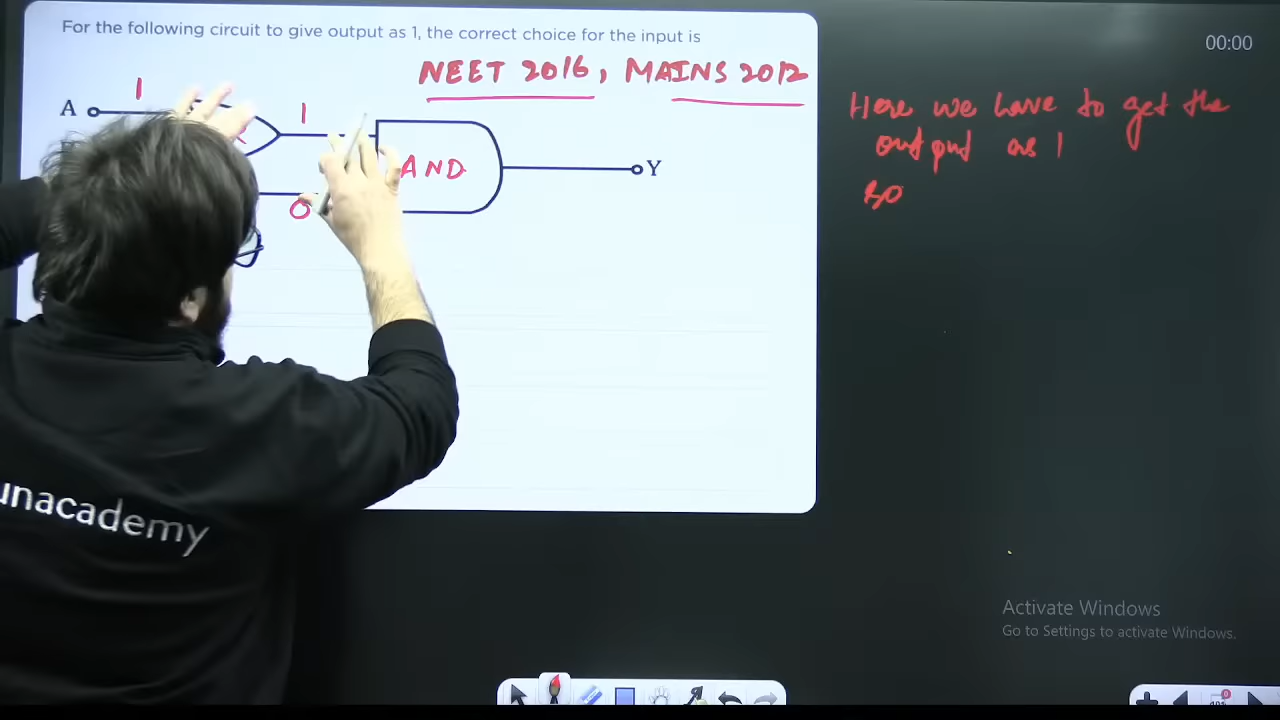 For the following circuit to give output as 1, the correct choice for the input is
NEET 2016, MAINS 2012
00:00
1
A
1
AND
Y
0
Here we have to get the
output as 1
so
unacademy
Activate Windows
Go to Settings to activate Windows.